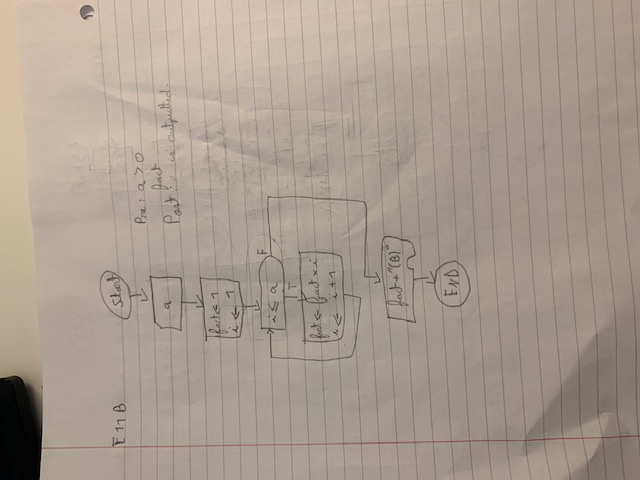 E11B
Start
Pre: a > 0
a
fact
Post: i is outputted.
fact ← 1
i ← 1
i ≤ a
F
T
fact ← fact × i
i ← i + 1
fact + "(B)"
END